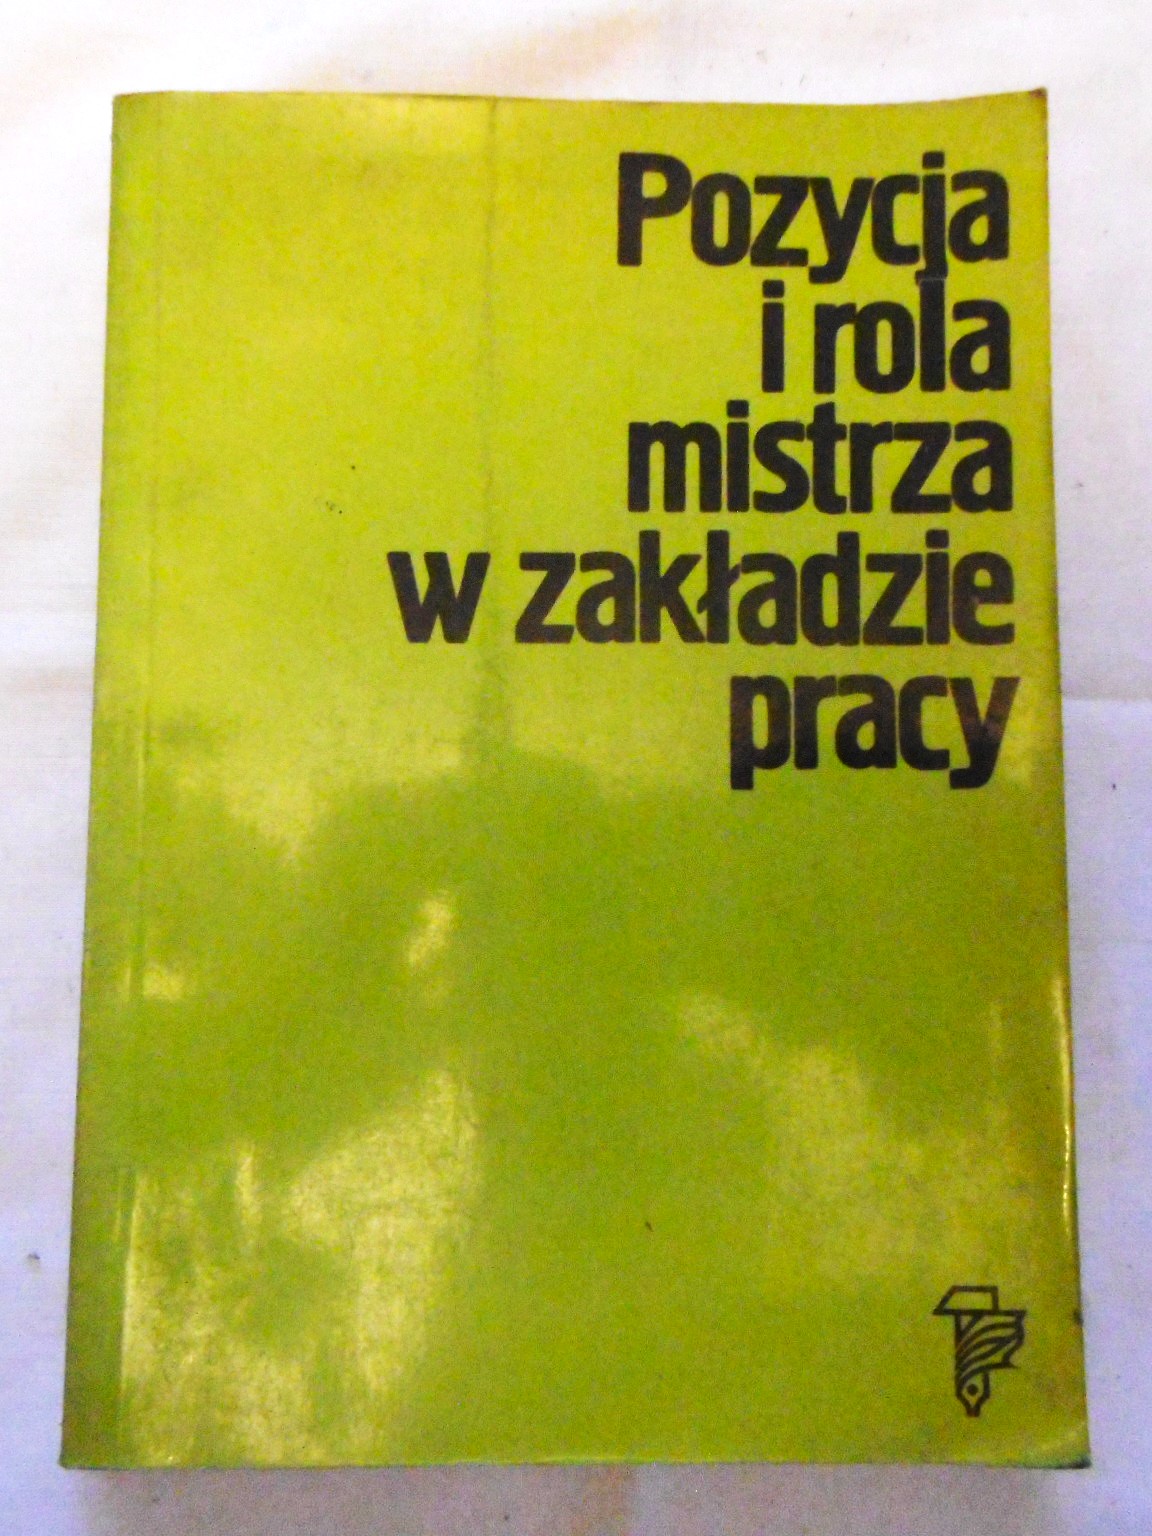 Pozycja
i rola
mistrza
w zakładzie
pracy